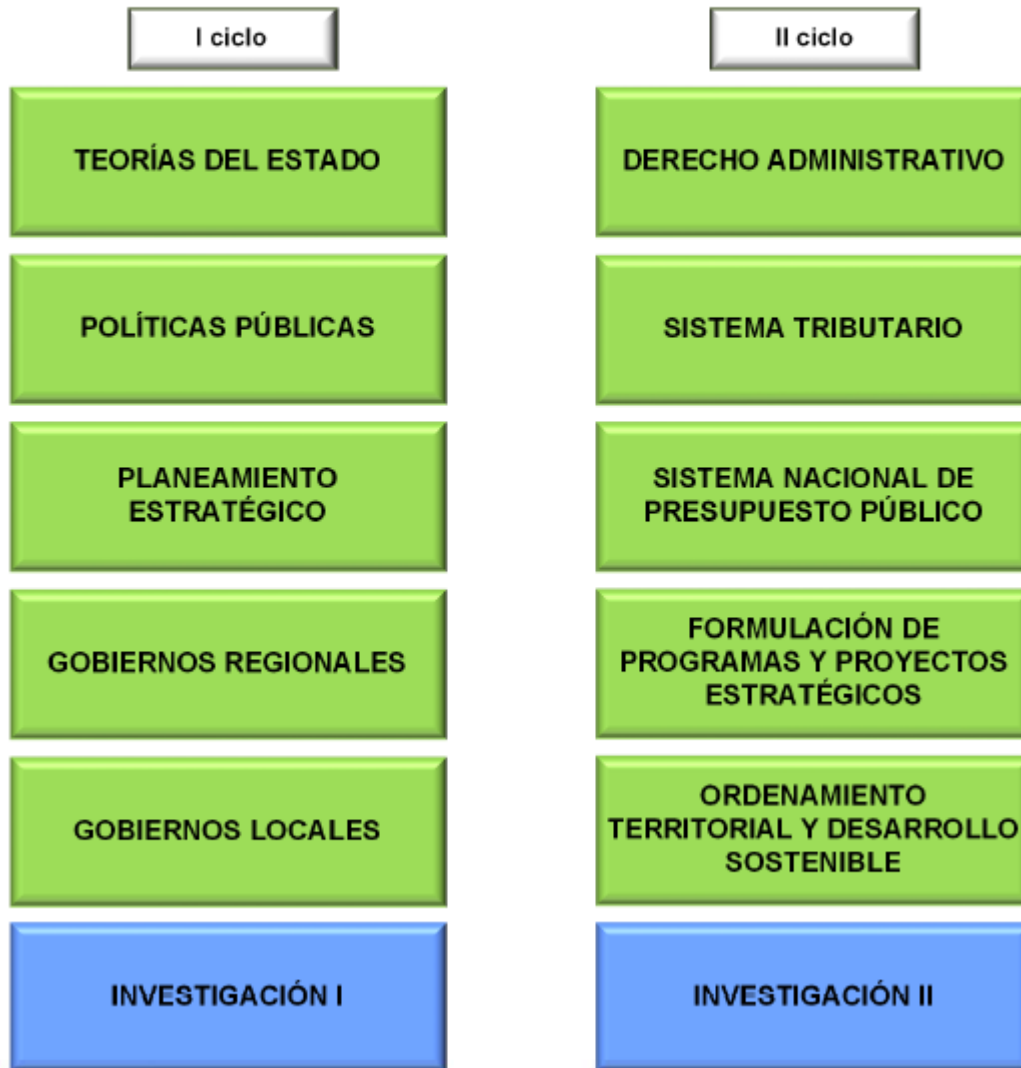 I ciclo
TEORÍAS DEL ESTADO
POLÍTICAS PÚBLICAS
PLANEAMIENTO
ESTRATÉGICO
GOBIERNOS REGIONALES
GOBIERNOS LOCALES
INVESTIGACIÓN I
II ciclo
DERECHO ADMINISTRATIVO
SISTEMA TRIBUTARIO
SISTEMA NACIONAL DE
PRESUPUESTO PÚBLICO
FORMULACIÓN DE
PROGRAMAS Y PROYECTOS
ESTRATÉGICOS
ORDENAMIENTO
TERRITORIAL Y DESARROLLO
SOSTENIBLE
INVESTIGACIÓN II